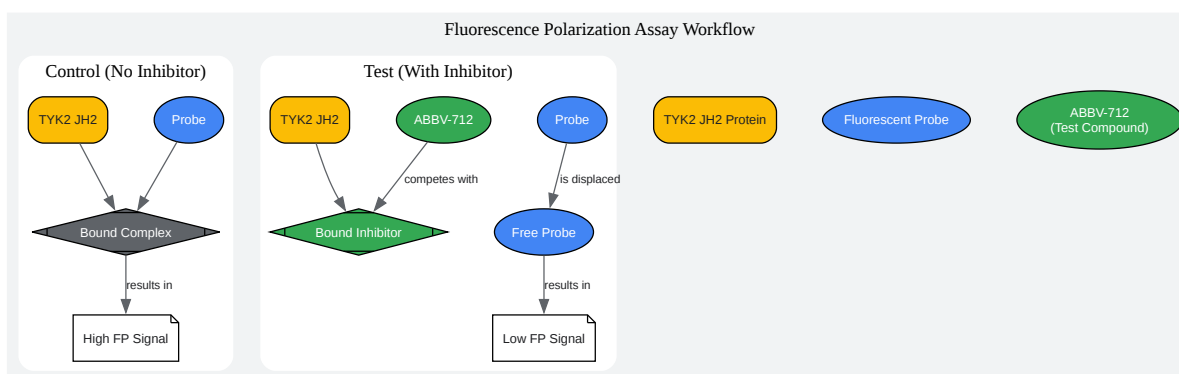 Fluorescence Polarization Assay Workflow
Control (No Inhibitor)
TYK2 JH2
Probe
Bound Complex
results in
High FP Signal
Test (With Inhibitor)
TYK2 JH2
ABBV-712
Probe
competes with
is displaced
Bound Inhibitor
Free Probe
results in
Low FP Signal
TYK2 JH2 Protein
Fluorescent Probe
ABBV-712
(Test Compound)